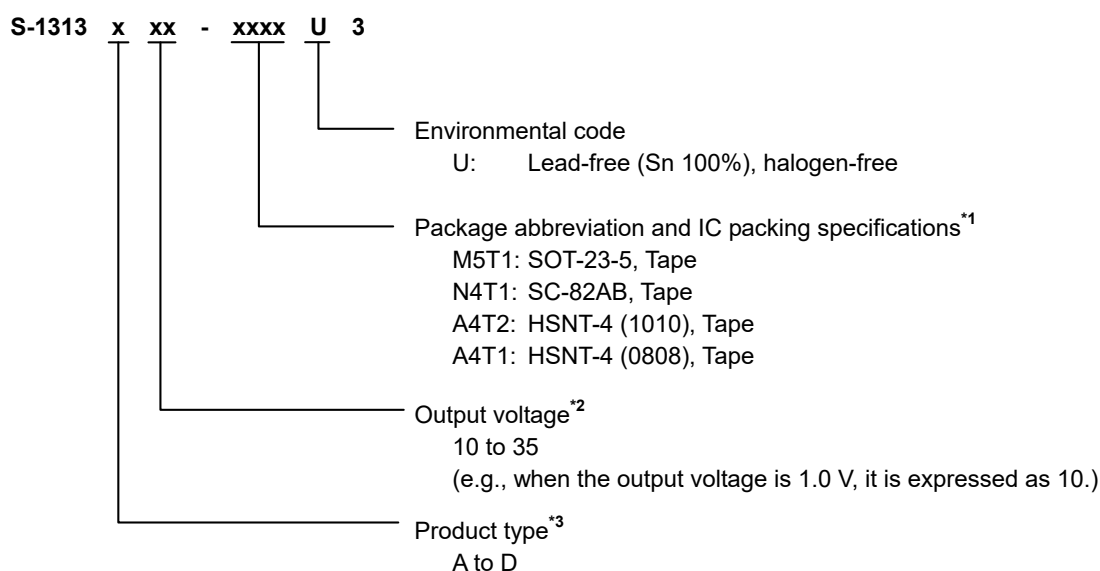 S-1313 x xx - xxxx U 3
Environmental code
U: Lead-free (Sn 100%), halogen-free
Package abbreviation and IC packing specifications*1
M5T1: SOT-23-5, Tape
N4T1: SC-82AB, Tape
A4T2: HSNT-4 (1010), Tape
A4T1: HSNT-4 (0808), Tape
Output voltage*2
10 to 35
(e.g., when the output voltage is 1.0 V, it is expressed as 10.)
Product type*3
A to D